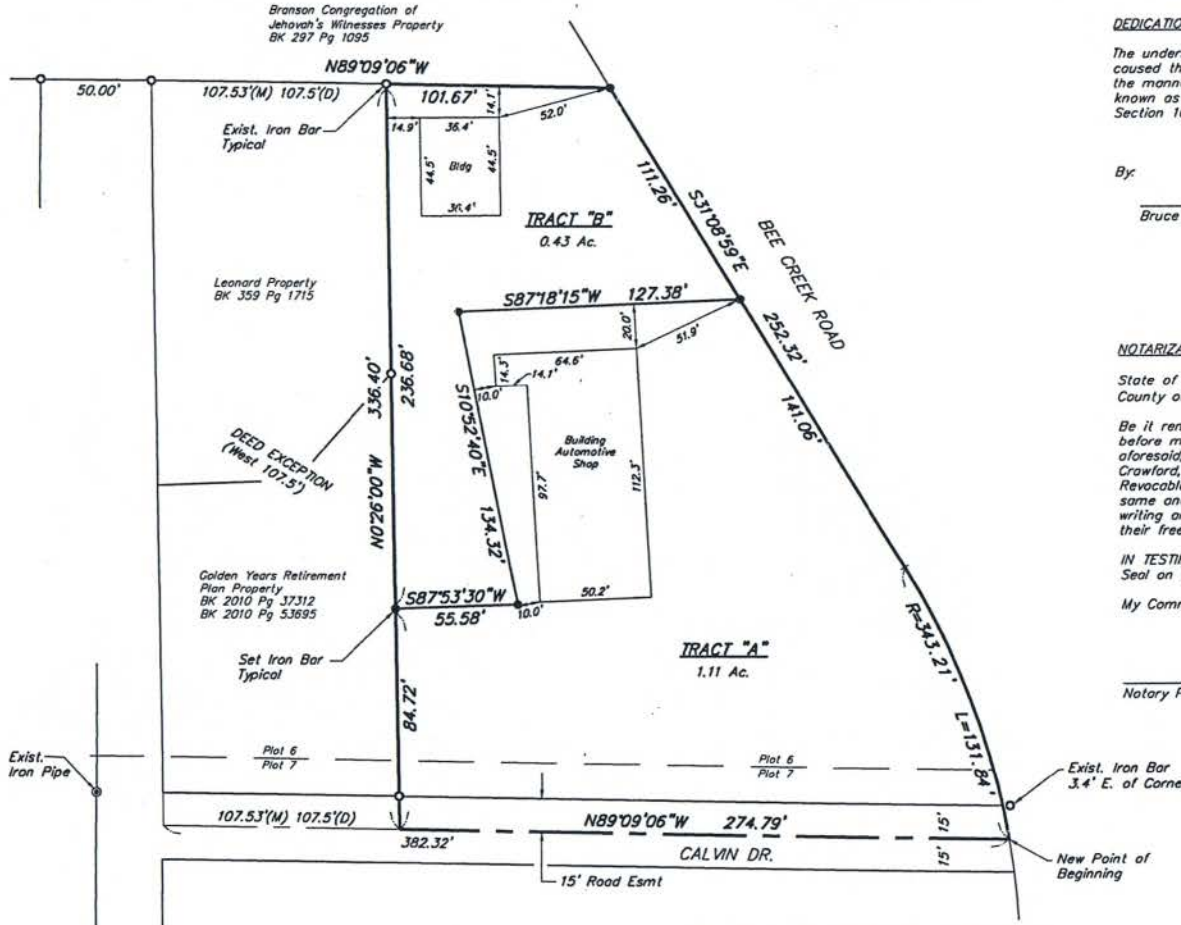 Branson Congregation of
Jehovah's Witnesses Property
BK 297 Pg 1095
N89°09'06"W
50.00'
107.53'(M) 107.5'(D)
101.67'
14.1'
52.0'
Exist. Iron Bar
Typical
14.9'
36.4'
44.5'
Bldg
44.5'
36.4'
111.26'
S31°08'59"E
BEE CREEK ROAD
TRACT "B"
0.43 Ac.
Leonard Property
BK 359 Pg 1715
S87°18'15"W 127.38'
20.0'
51.9'
252.32'
141.06'
336.40'
236.68'
64.6'
14.3'
14.1'
10.0'
S10°52'40"E
134.32'
DEED EXCEPTION
(West 107.5')
Building
Automotive
Shop
97.7'
112.3'
N0°26'00"W
Golden Years Retirement
Plan Property
BK 2010 Pg 37312
BK 2010 Pg 53695
S87°53'30"W
55.58'
10.0'
50.2'
Set Iron Bar
Typical
84.72'
TRACT "A"
1.11 Ac.
R=343.21'
L=131.84'
Exist.
Iron Pipe
Plot 6
Plot 7
Plot 6
Plot 7
Exist. Iron Bar
3.4' E. of Corne
107.53'(M) 107.5'(D)
N89°09'06"W 274.79'
15'
382.32'
CALVIN DR.
15'
15' Road Esmt
New Point of
Beginning
DEDICATIO
The under
caused th
the mann
known as
Section 1
By:
Bruce
NOTARIZA
State of
County o
Be it ren
before m
aforesaid,
Crawford,
Revocable
same an
writing a
their free
IN TESTI
Seal on
My Comm
Notary P